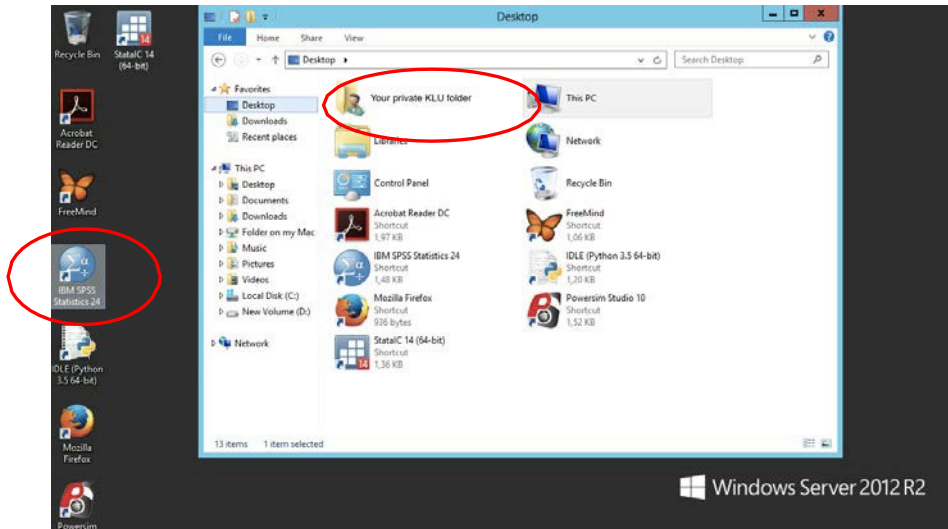 Recycle Bin
StataIC 14
(64-bit)
Acrobat
Reader DC
FreeMind
IBM SPSS
Statistics 24
IDLE (Python
3.5 64-bit)
Mozilla
Firefox
Powersim
Desktop
File Home Share View
Desktop
Search Desktop
Favorites
Desktop
Downloads
Recent places
This PC
Desktop
Documents
Downloads
Folder on my Mac
Music
Pictures
Videos
Local Disk (C:)
New Volume (D:)
Network
Your private KLU folder
This PC
Libraries
Network
Control Panel
Recycle Bin
Acrobat Reader DC
Shortcut
1,97 KB
FreeMind
Shortcut
1,06 KB
IBM SPSS Statistics 24
Shortcut
1,48 KB
IDLE (Python 3.5 64-bit)
Shortcut
1,20 KB
Mozilla Firefox
Shortcut
936 bytes
Powersim Studio 10
Shortcut
1,52 KB
StataIC 14 (64-bit)
Shortcut
1,36 KB
13 items 1 item selected
Windows Server 2012 R2